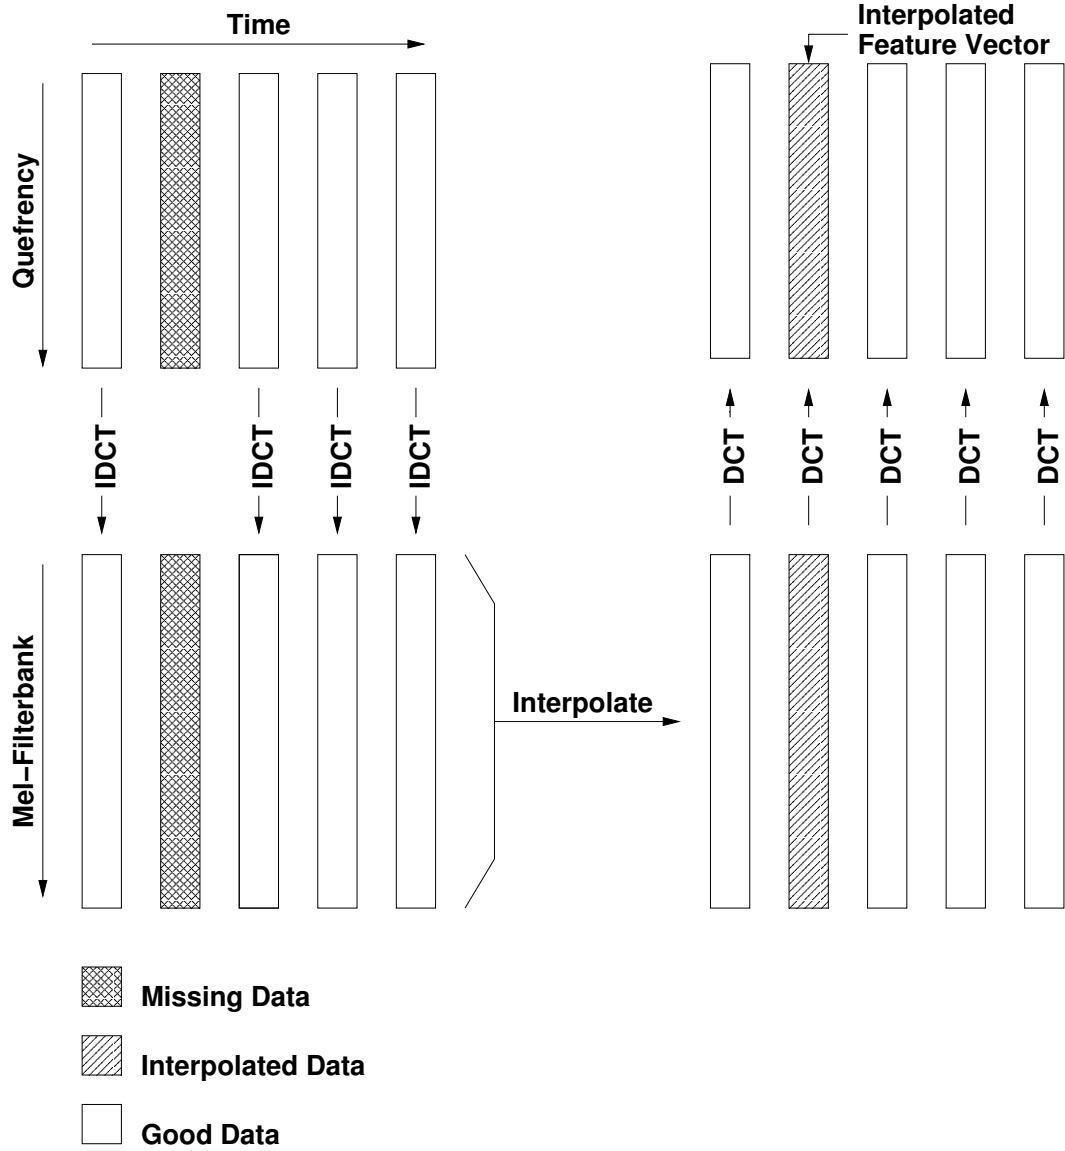 Time
Interpolated
Feature Vector
Quefrency
IDCT
IDCT
IDCT
IDCT
DCT
DCT
DCT
DCT
DCT
Mel–Filterbank
Interpolate
Missing Data
Interpolated Data
Good Data